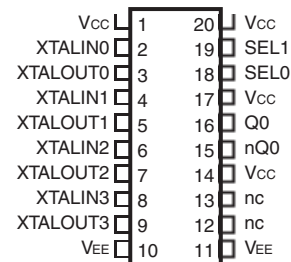 Vcc 1 20 Vcc
XTALIN0 2 19 SEL1
XTALOUT0 3 18 SEL0
XTALIN1 4 17 Vcc
XTALOUT1 5 16 Q0
XTALIN2 6 15 nQ0
XTALOUT2 7 14 Vcc
XTALIN3 8 13 nc
XTALOUT3 9 12 nc
VEE 10 11 VEE